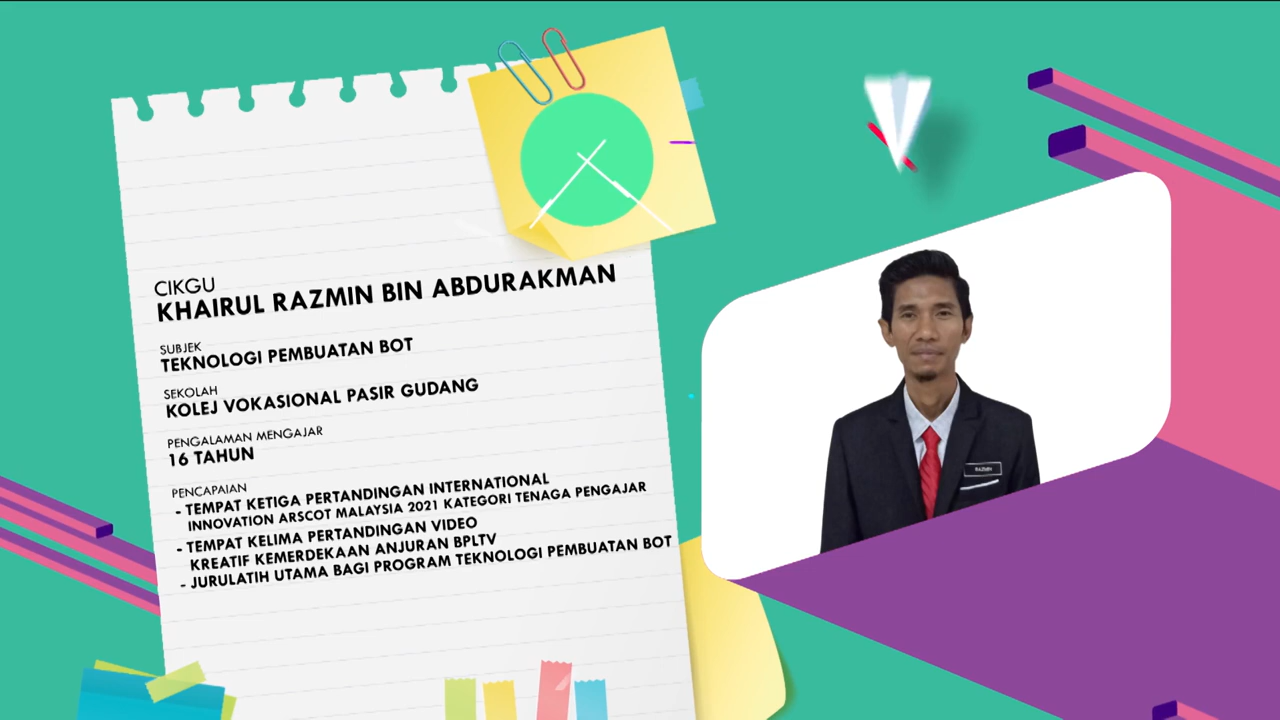 CIKGU
KHAIRUL RAZMIN BIN ABDURAKMAN
SUBJEK
TEKNOLOGI PEMBUATAN BOT
SEKOLAH
KOLEJ VOKASIONAL PASIR GUDANG
PENGALAMAN MENGAJAR
16 TAHUN
PENCAPAIAN
- TEMPAT KETIGA PERTANDINGAN INTERNATIONAL
INNOVATION ARSCOT MALAYSIA 2021 KATEGORI TENAGA PENGAJAR
- TEMPAT KELIMA PERTANDINGAN VIDEO
KREATIF KEMERDEKAAN ANJURAN BPLTV
- JURULATIH UTAMA BAGI PROGRAM TEKNOLOGI PEMBUATAN BOT
RAZMIN